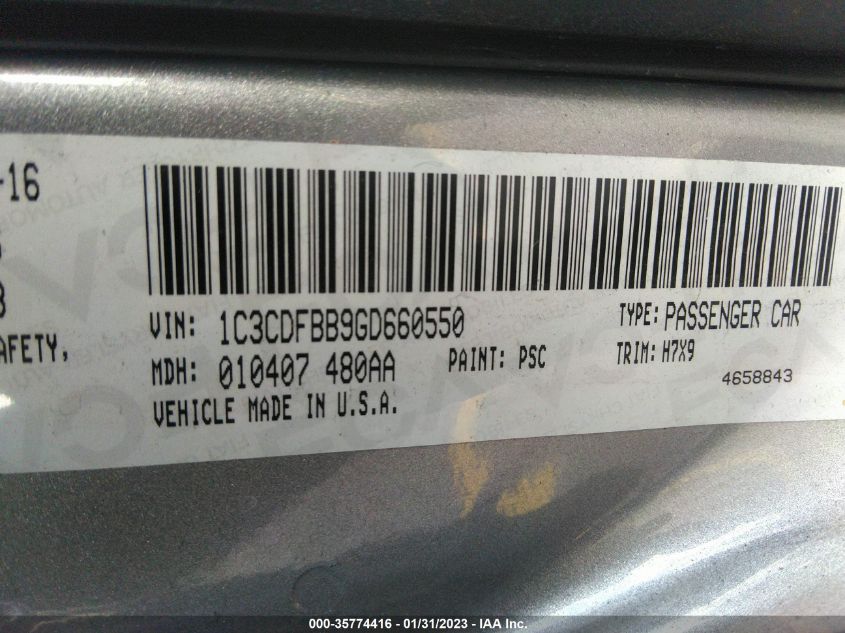 -16
VIN: 1C3CDFBB9GD660550 TYPE: PASSENGER CAR
AFETY,
MDH: 010407 480AA PAINT: PSC TRIM: H7X9
4658843
VEHICLE MADE IN U.S.A.
000-35774416 - 01/31/2023 - IAA Inc.